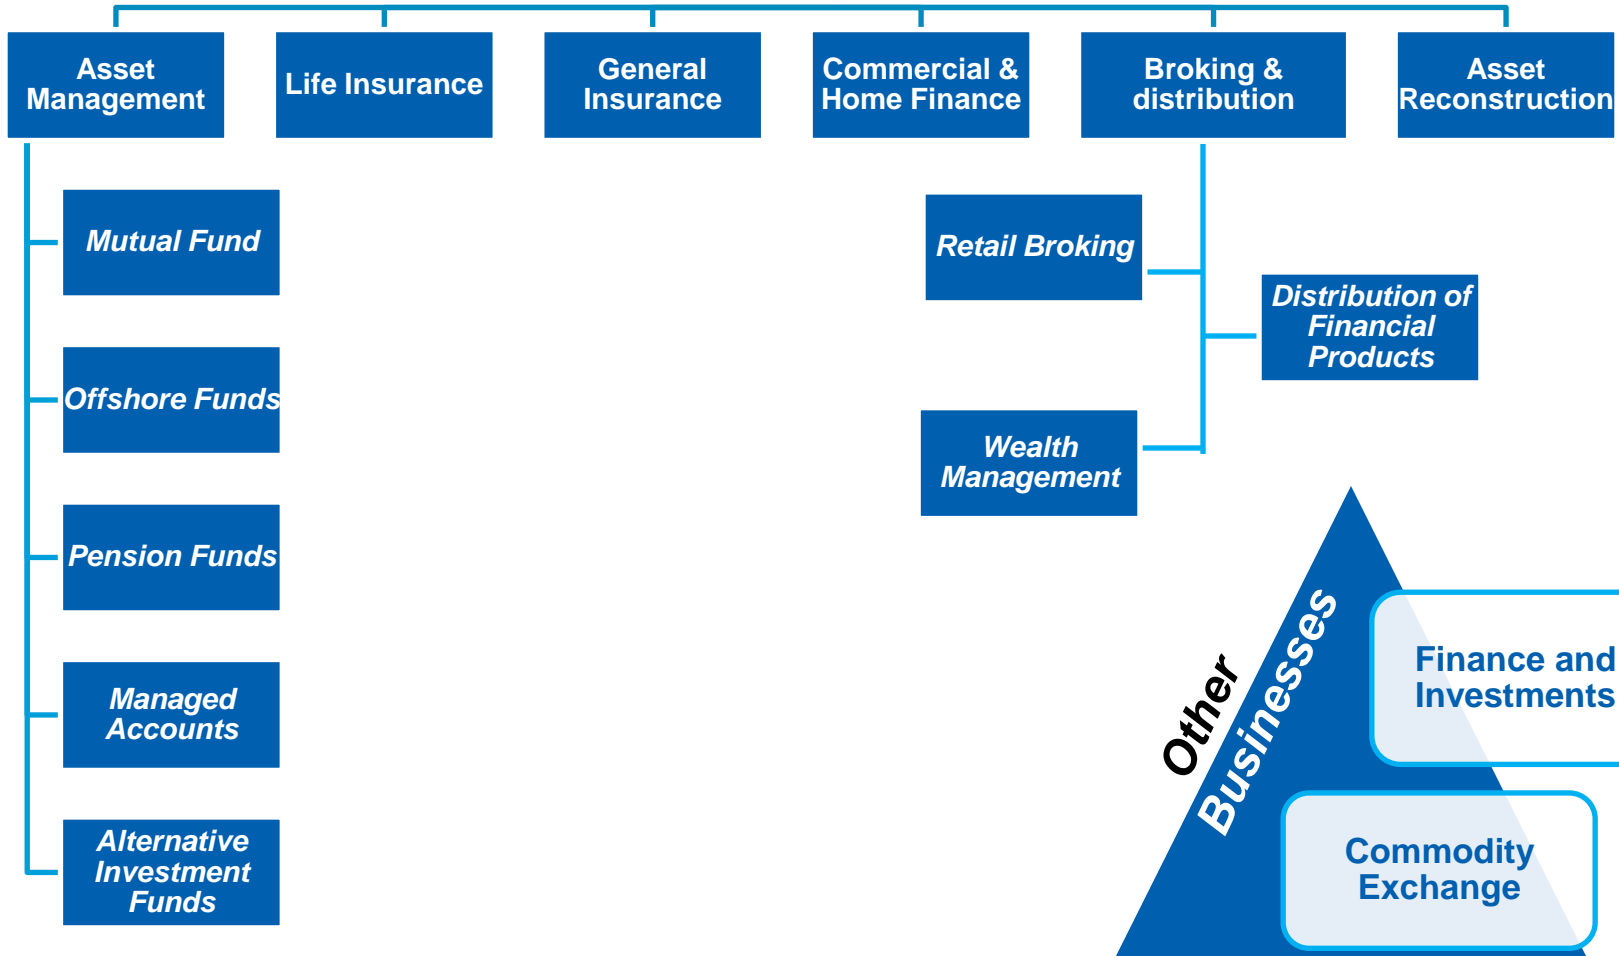 Asset
Management
Life Insurance
General
Insurance
Commercial &
Home Finance
Broking &
distribution
Asset
Reconstruction
Mutual Fund
Offshore Funds
Pension Funds
Managed
Accounts
Alternative
Investment
Funds
Retail Broking
Distribution of
Financial
Products
Wealth
Management
Other
Businesses
Finance and
Investments
Commodity
Exchange